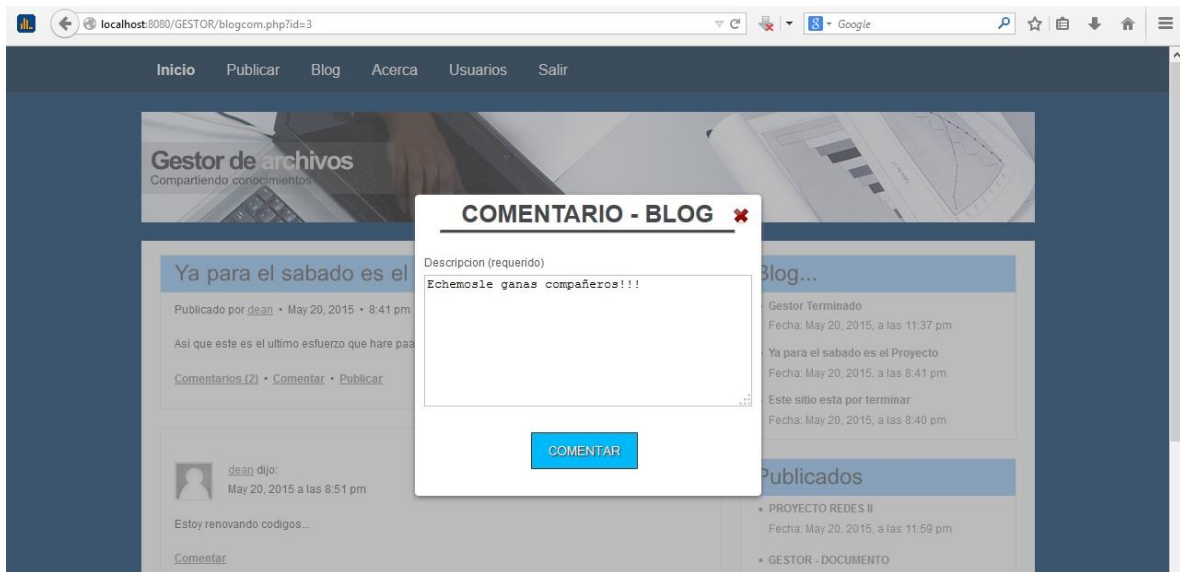 localhost:8080/GESTOR/blogcom.php?id=3
Google
Inicio Publicar Blog Acerca Usuarios Salir
Gestor de archivos
Compartiendo conocimientos
COMENTARIO - BLOG
Descripcion (requerido)
Echemosle ganas compañeros!!!
COMENTAR
Ya para el sabado es el
Publicado por dean • May 20, 2015 • 8:41 pm
Asi que este es el ultimo esfuerzo que hare paa
Comentarios (2) • Comentar • Publicar
dean dijo:
May 20, 2015 a las 8:51 pm
Estoy renovando codigos...
Comentar
Blog...
Gestor Terminado
Fecha: May 20, 2015, a las 11:37 pm
Ya para el sabado es el Proyecto
Fecha: May 20, 2015, a las 8:41 pm
Este sitio esta por terminar
Fecha: May 20, 2015, a las 8:40 pm
Publicados
• PROYECTO REDES II
Fecha: May 20, 2015, a las 11:59 pm
• GESTOR - DOCUMENTO